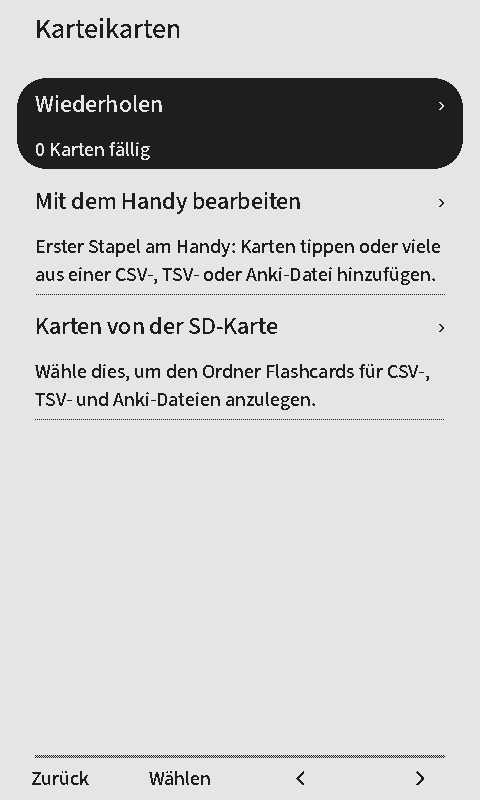 Karteikarten
Wiederholen ›
0 Karten fällig
Mit dem Handy bearbeiten ›
Erster Stapel am Handy: Karten tippen oder viele
aus einer CSV-, TSV- oder Anki-Datei hinzufügen.
Karten von der SD-Karte ›
Wähle dies, um den Ordner Flashcards für CSV-,
TSV- und Anki-Dateien anzulegen.
Zurück Wählen < >